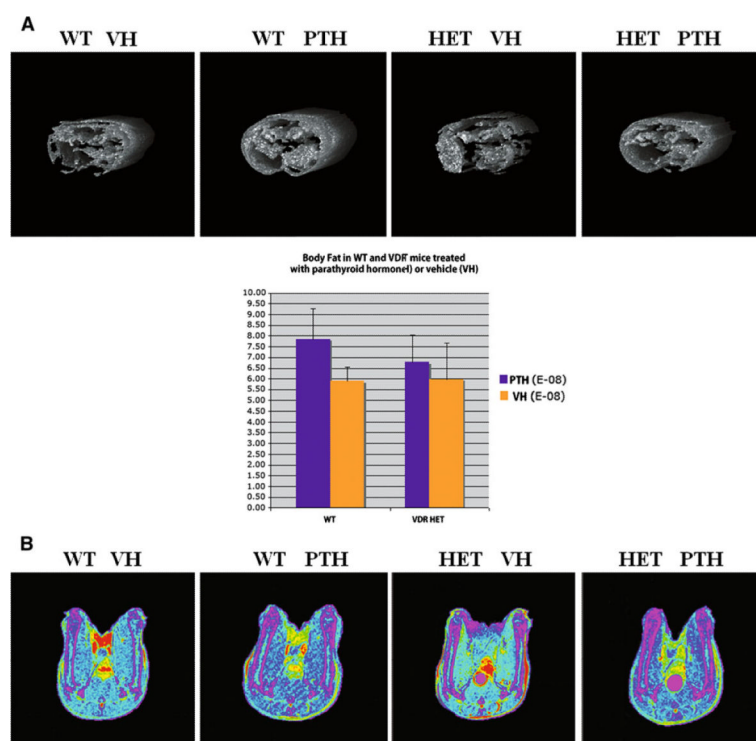 A
WT VH WT PTH HET VH HET PTH
Body Fat in WT and VDR mice treated
with parathyroid hormone) or vehicle (VH)
10.00
9.50
9.00
8.50
8.00
7.50
7.00
6.50
6.00
5.50
5.00
4.50
4.00
3.50
3.00
2.50
2.00
1.50
1.00
0.50
0.00
PTH (E-08)
VH (E-08)
WT VDR HET
B
WT VH WT PTH HET VH HET PTH